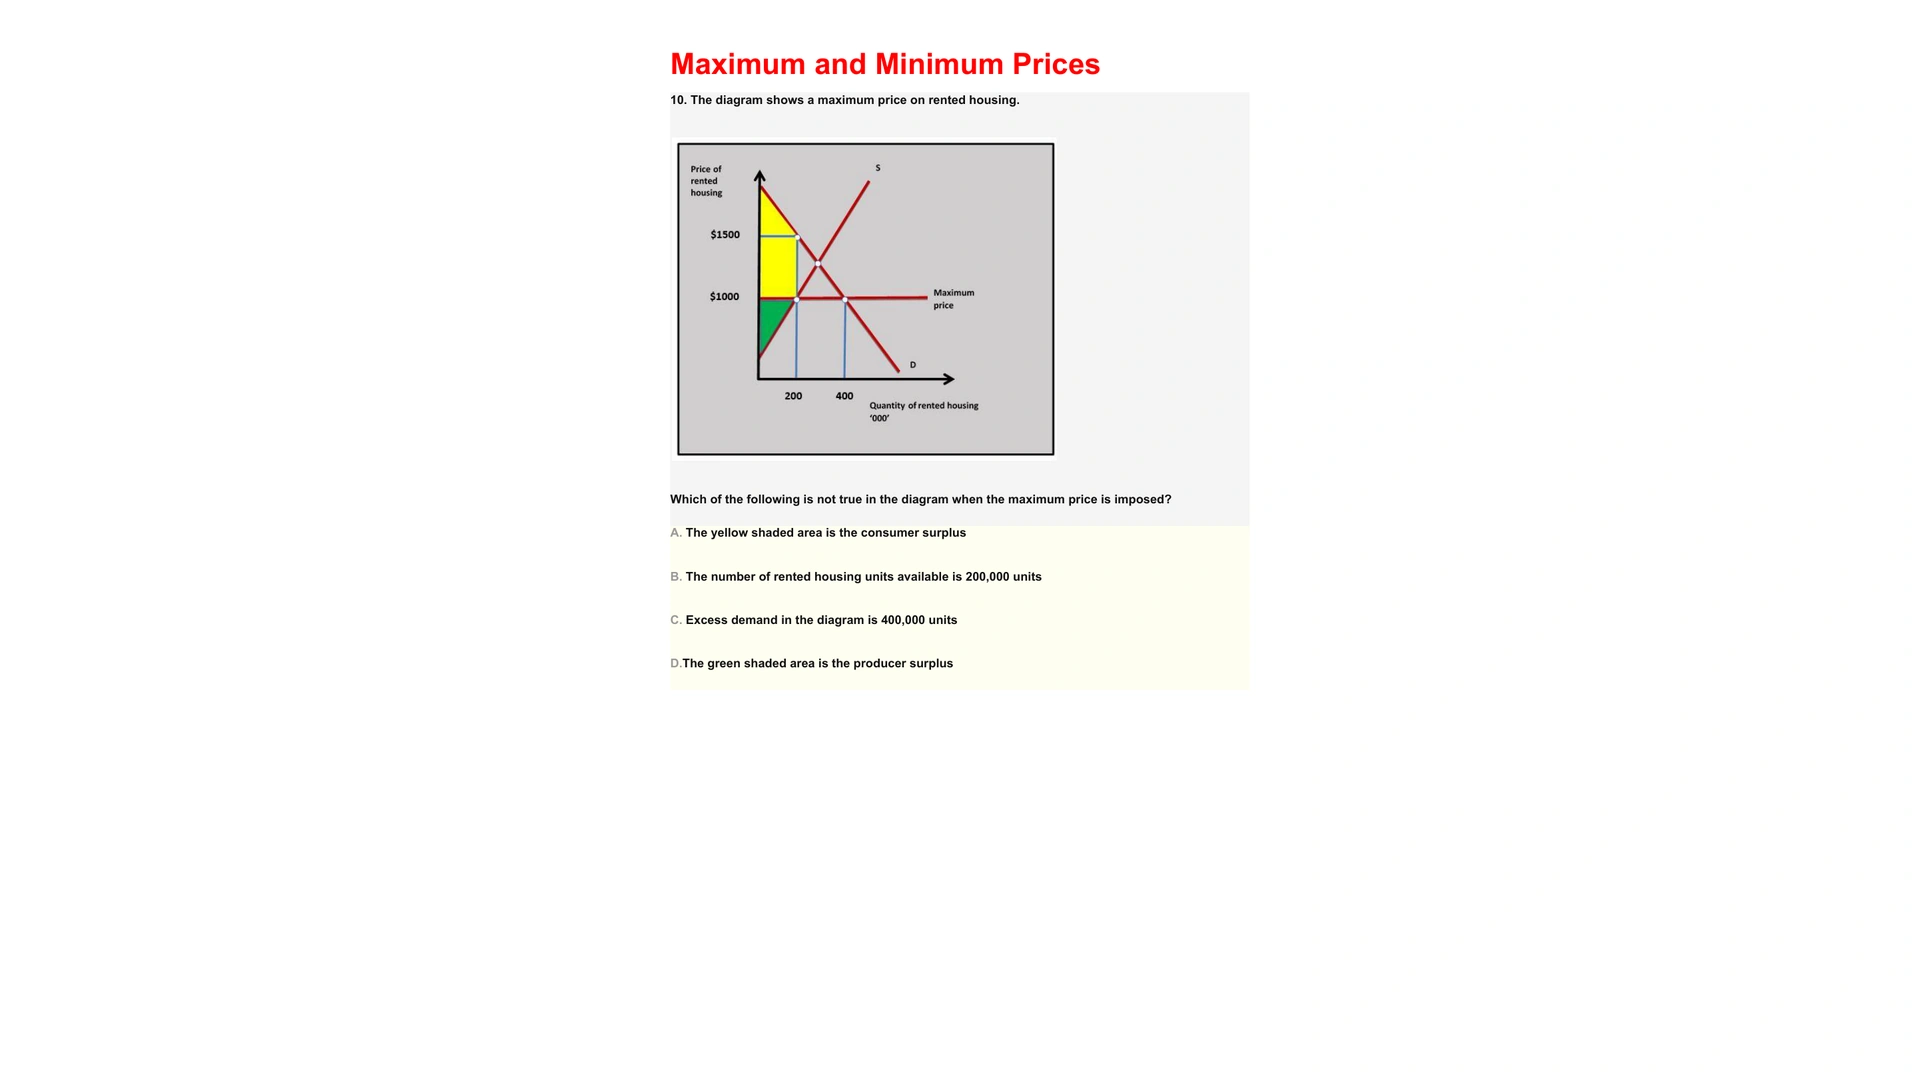 Maximum and Minimum Prices
10. The diagram shows a maximum price on rented housing.
Price of
rented
housing
S
$1500
$1000
Maximum
price
D
200 400
Quantity of rented housing
‘000’
Which of the following is not true in the diagram when the maximum price is imposed?
A. The yellow shaded area is the consumer surplus
B. The number of rented housing units available is 200,000 units
C. Excess demand in the diagram is 400,000 units
D.The green shaded area is the producer surplus